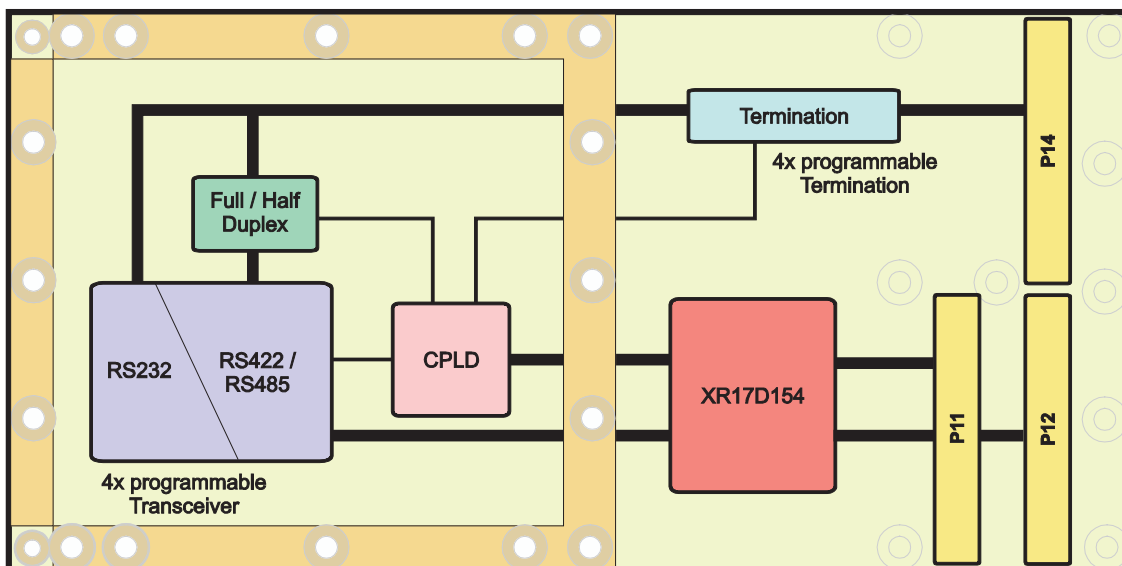 Termination
4x programmable
Termination
P14
Full / Half
Duplex
RS232
RS422 /
RS485
CPLD
XR17D154
P11
P12
4x programmable
Transceiver